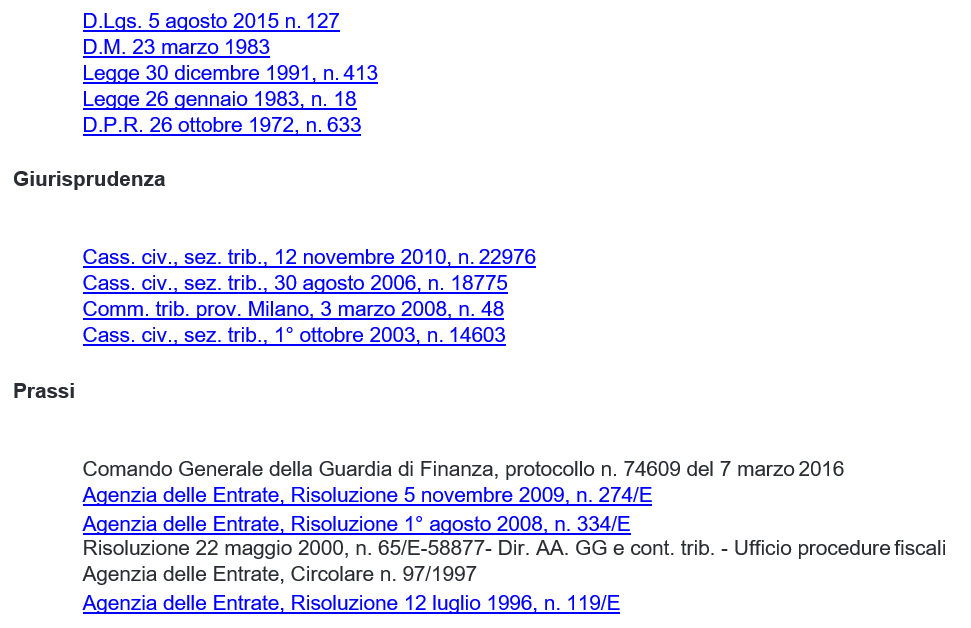 D.Lgs. 5 agosto 2015 n. 127
D.M. 23 marzo 1983
Legge 30 dicembre 1991, n. 413
Legge 26 gennaio 1983, n. 18
D.P.R. 26 ottobre 1972, n. 633
Giurisprudenza
Cass. civ., sez. trib., 12 novembre 2010, n. 22976
Cass. civ., sez. trib., 30 agosto 2006, n. 18775
Comm. trib. prov. Milano, 3 marzo 2008, n. 48
Cass. civ., sez. trib., 1° ottobre 2003, n. 14603
Prassi
Comando Generale della Guardia di Finanza, protocollo n. 74609 del 7 marzo 2016
Agenzia delle Entrate, Risoluzione 5 novembre 2009, n. 274/E
Agenzia delle Entrate, Risoluzione 1° agosto 2008, n. 334/E
Risoluzione 22 maggio 2000, n. 65/E-58877- Dir. AA. GG e cont. trib. - Ufficio procedure fiscali
Agenzia delle Entrate, Circolare n. 97/1997
Agenzia delle Entrate, Risoluzione 12 luglio 1996, n. 119/E